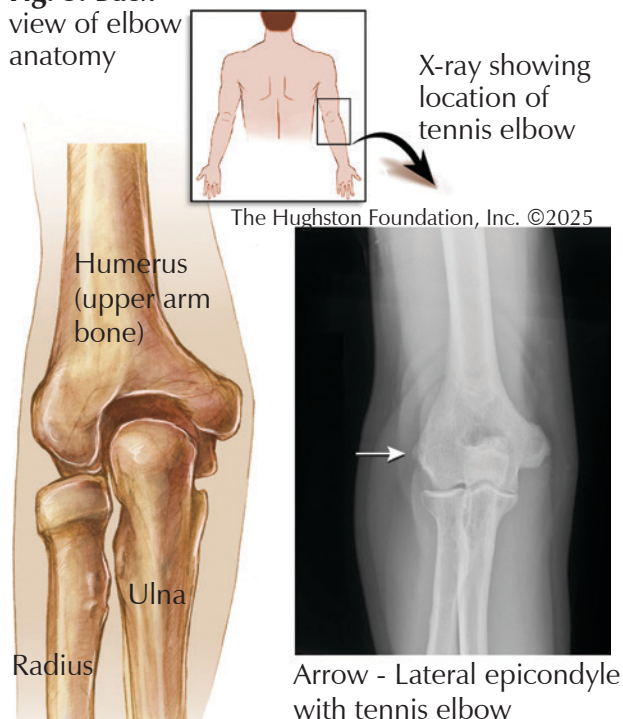 view of elbow
anatomy
X-ray showing
location of
tennis elbow
The Hughston Foundation, Inc. ©2025
Humerus
(upper arm
bone)
Ulna
Radius
Arrow - Lateral epicondyle
with tennis elbow